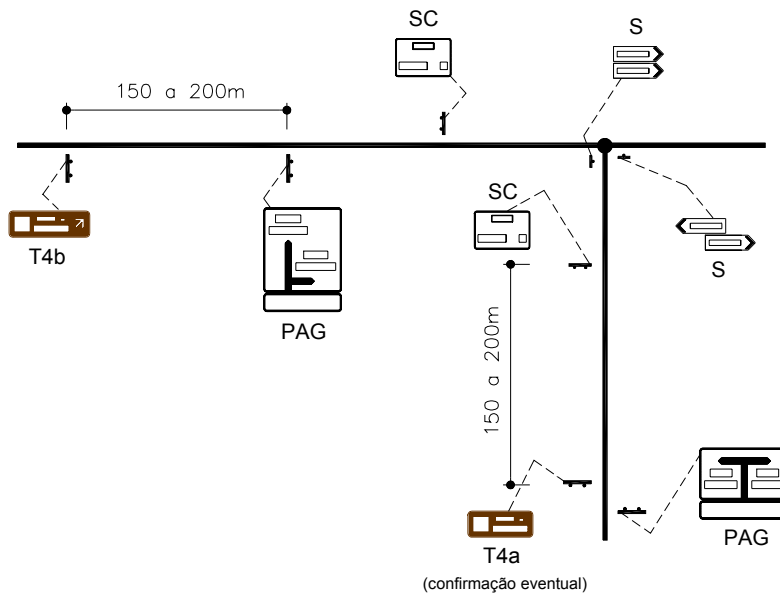 SC
S
150 a 200m
SC
T4b
S
PAG
150 a 200m
PAG
T4a
(confirmação eventual)